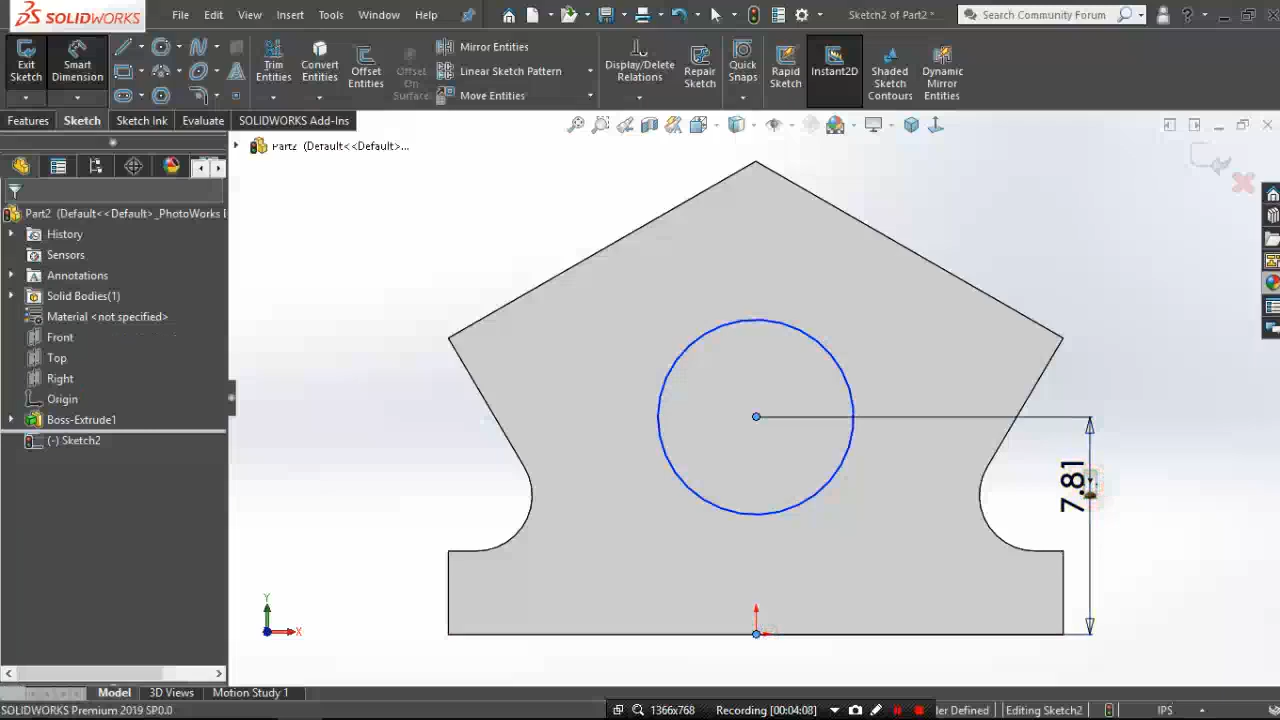 SOLIDWORKS
File Edit View Insert Tools Window Help
Sketch2 of Part2 *
Search Community Forum
?
Exit Sketch
Smart Dimension
Trim Entities
Convert Entities
Offset Entities
Offset On Surface
Mirror Entities
Linear Sketch Pattern
Move Entities
Display/Delete Relations
Repair Sketch
Quick Snaps
Rapid Sketch
Instant2D
Shaded Sketch Contours
Dynamic Mirror Entities
Features Sketch Sketch Ink Evaluate SOLIDWORKS Add-Ins
Part2 (Default<<Default>...
Part2 (Default<<Default>_PhotoWorks
History
Sensors
Annotations
Solid Bodies(1)
Material <not specified>
Front
Top
Right
Origin
Boss-Extrude1
(-) Sketch2
7.81
Y
X
Model 3D Views Motion Study 1
SOLIDWORKS Premium 2019 SP0.0
1366x768 Recording [00:04:08]
er Defined Editing Sketch2 IPS